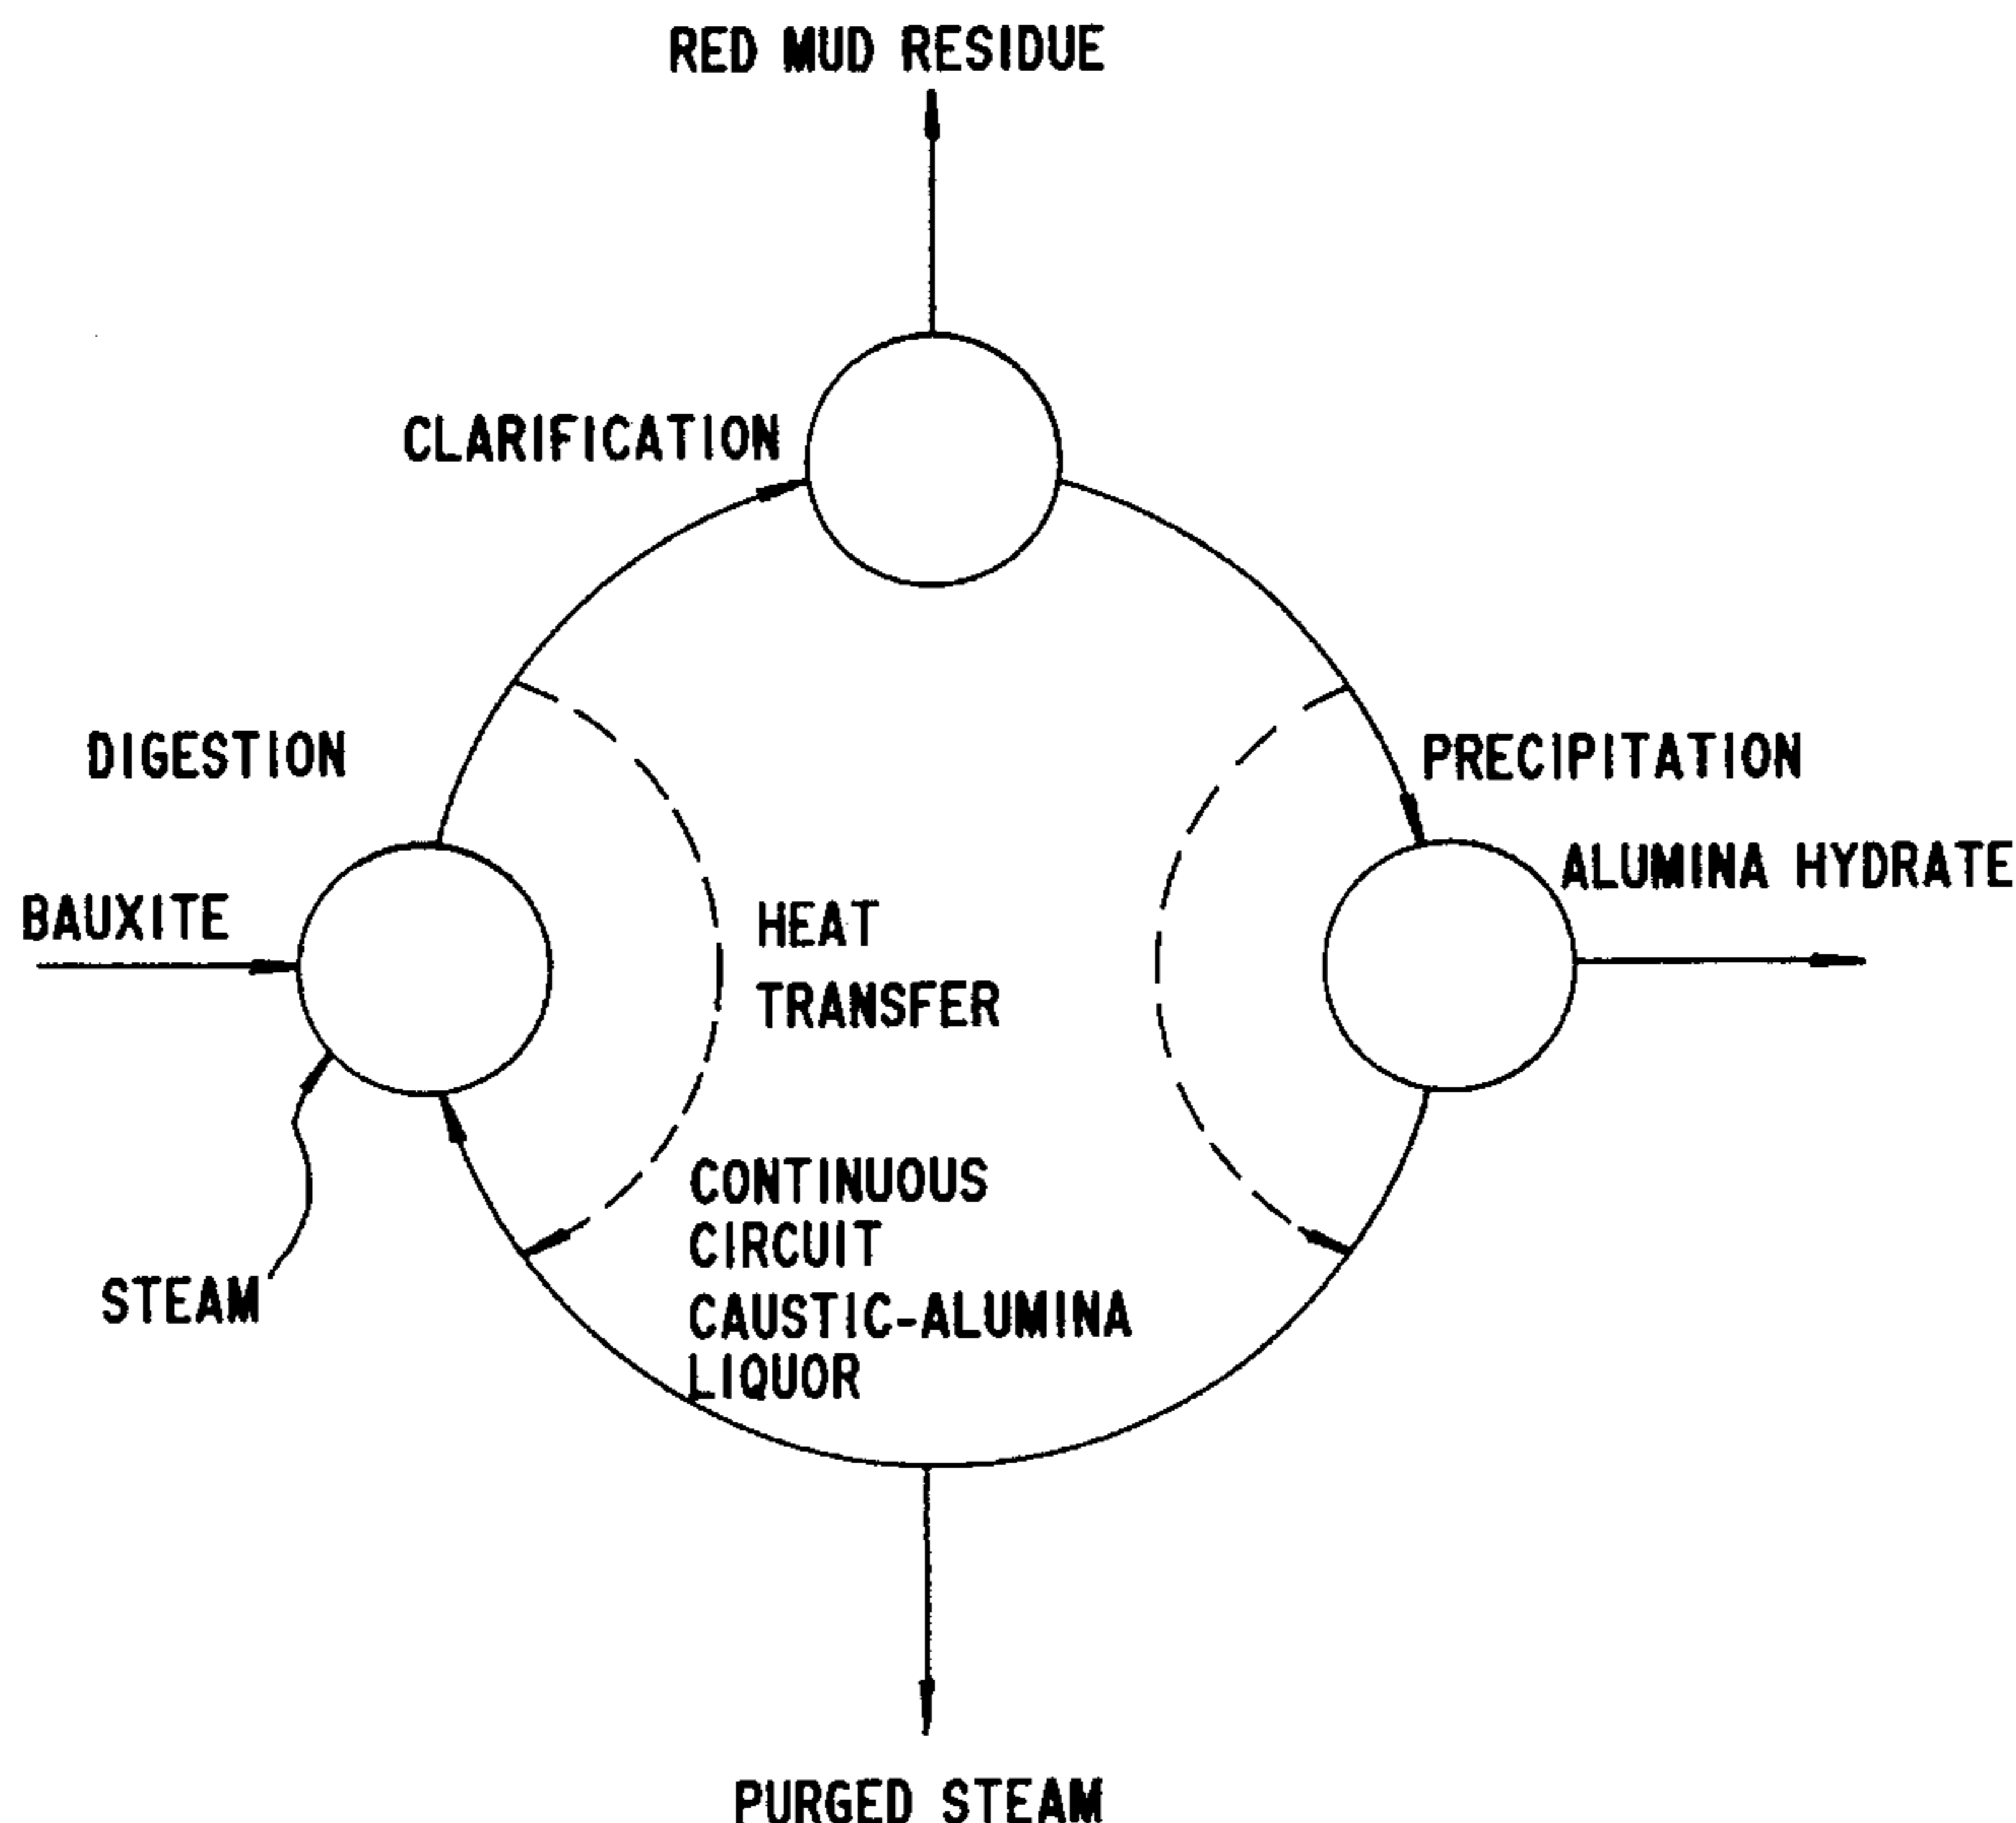 RED MUD RESIDUE
CLARIFICATION
DIGESTION
PRECIPITATION
ALUMINA HYDRATE
BAUXITE
HEAT
TRANSFER
CONTINUOUS
CIRCUIT
CAUSTIC-ALUMINA
LIQUOR
STEAM
PURGED STEAM